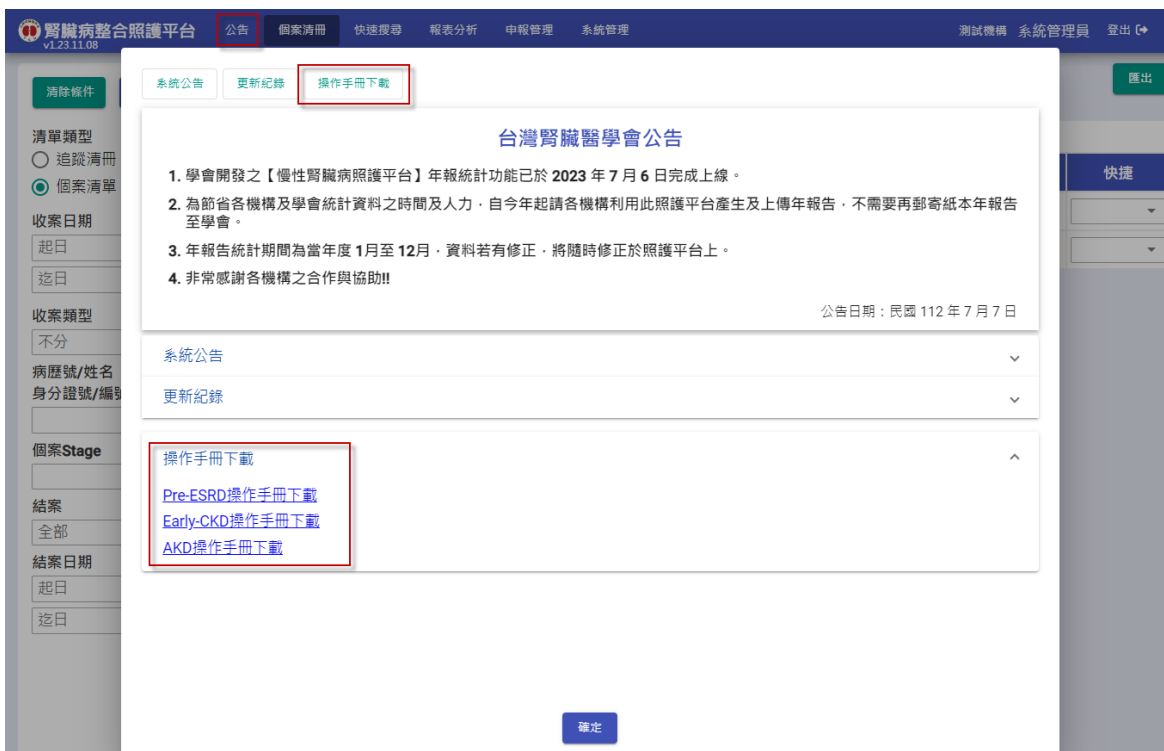 腎臟病整合照護平台
v1.23.11.08
公告 個案清冊 快速搜尋 報表分析 申報管理 系統管理
測試機構 系統管理員 登出
清除條件
匯出
系統公告 更新紀錄 操作手冊下載
台灣腎臟醫學會公告
1. 學會開發之【慢性腎臟病照護平台】年報統計功能已於 2023 年 7 月 6 日完成上線。
2. 為節省各機構及學會統計資料之時間及人力，自今年起請各機構利用此照護平台產生及上傳年報告，不需要再郵寄紙本年報告
至學會。
3. 年報告統計期間為當年度 1月至 12月，資料若有修正，將隨時修正於照護平台上。
4. 非常感謝各機構之合作與協助!!
公告日期：民國 112 年 7 月 7 日
系統公告
更新紀錄
操作手冊下載
Pre-ESRD操作手冊下載
Early-CKD操作手冊下載
AKD操作手冊下載
確定
清單類型
追蹤清冊
個案清單
收案日期
起日
迄日
收案類型
不分
病歷號/姓名
身分證號/編號
個案Stage
結案
全部
結案日期
起日
迄日
快捷